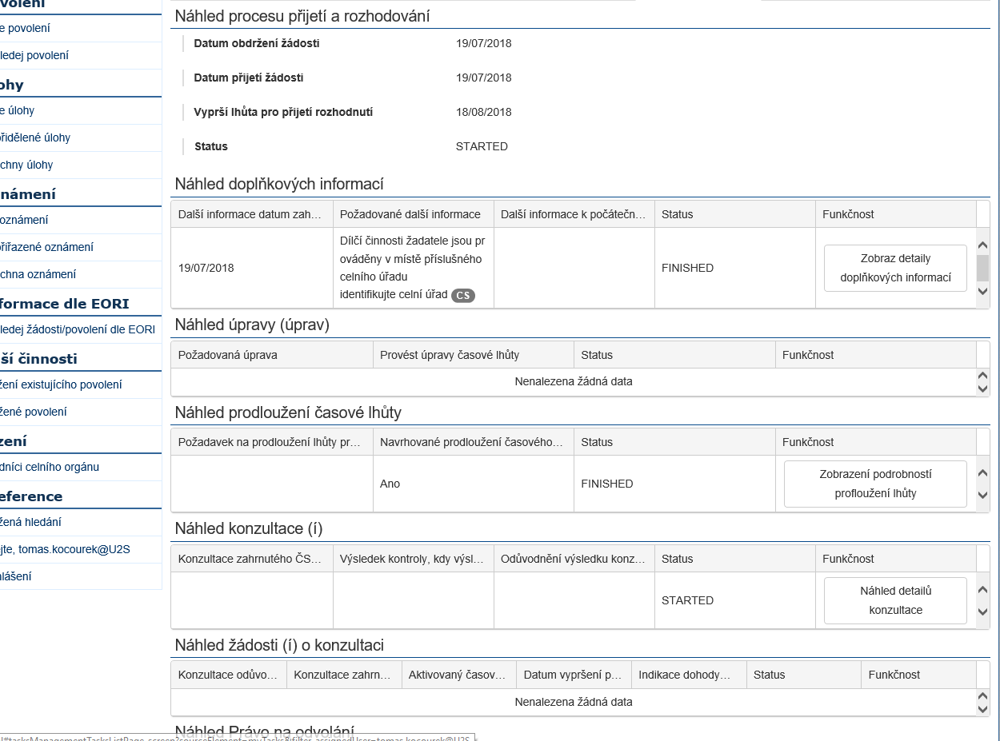 volení
e povolení
ledej povolení
ohy
e úlohy
přidělené úlohy
chny úlohy
námení
oznámení
přiřazené oznámení
chna oznámení
formace dle EORI
ledej žádosti/povolení dle EORI
ší činnosti
žení existujícího povolení
žené povolení
zení
dníci celního orgánu
eference
žená hledání
jte, tomas.kocourek@U2S
hlášení
Náhled procesu přijetí a rozhodování
Datum obdržení žádosti 19/07/2018
Datum přijetí žádosti 19/07/2018
Vyprší lhůta pro přijetí rozhodnutí 18/08/2018
Status STARTED
Náhled doplňkových informací
Další informace datum zah... Požadované další informace Další informace k počátečn... Status Funkčnost
Dílčí činnosti žadatele jsou pr
ováděny v místě příslušného
celního úřadu
identifikujte celní úřad CS
19/07/2018 FINISHED
Zobraz detaily
doplňkových informací
Náhled úpravy (úprav)
Požadovaná úprava Provést úpravy časové lhůty Status Funkčnost
Nenalezena žádná data
Náhled prodloužení časové lhůty
Požadavek na prodloužení lhůty pr... Navrhované prodloužení časového... Status Funkčnost
Ano FINISHED
Zobrazení podrobností
profloužení lhůty
Náhled konzultace (í)
Konzultace zahrnutého ČS... Výsledek kontroly, kdy výsl... Odůvodnění výsledku konz... Status Funkčnost
STARTED
Náhled detailů
konzultace
Náhled žádosti (í) o konzultaci
Konzultace odůvo... Konzultace zahrn... Aktivovaný časov... Datum vypršení p... Indikace dohody... Status Funkčnost
Nenalezena žádná data
Náhled Právo na odvolání
l#tasksManagementTasksListPage-screen?sourceElement=myTasks&filter-assignedUser=tomas.kocourek@U2S